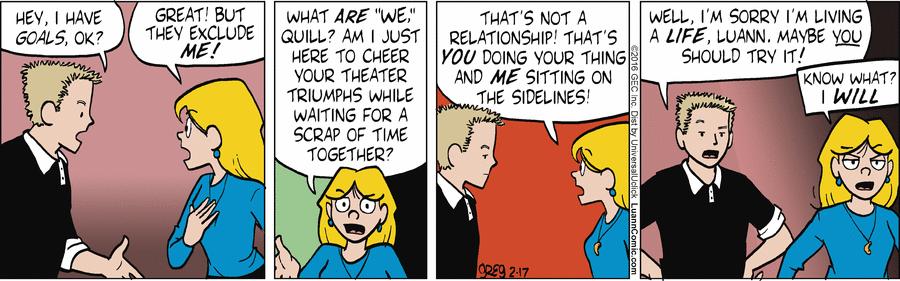 HEY, I HAVE
GOALS, OK?
GREAT! BUT
THEY EXCLUDE
ME!
WHAT ARE "WE,"
QUILL? AM I JUST
HERE TO CHEER
YOUR THEATER
TRIUMPHS WHILE
WAITING FOR A
SCRAP OF TIME
TOGETHER?
THAT'S NOT A
RELATIONSHIP! THAT'S
YOU DOING YOUR THING
AND ME SITTING ON
THE SIDELINES!
GREG 2-17
©2016 GEC Inc. Dist by UniversalUclick LuannComic.com
WELL, I'M SORRY I'M LIVING
A LIFE, LUANN. MAYBE YOU
SHOULD TRY IT!
KNOW WHAT?
I WILL